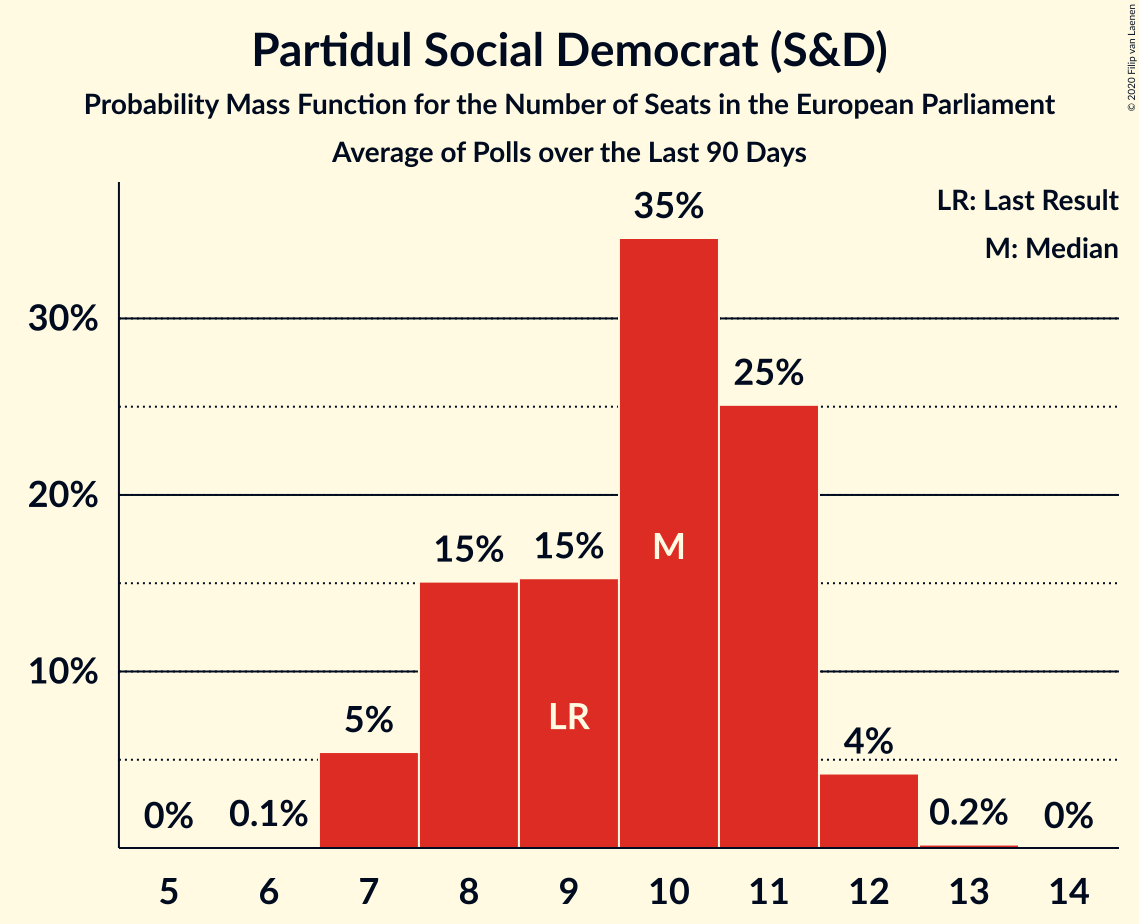 Partidul Social Democrat (S&D)
Probability Mass Function for the Number of Seats in the European Parliament
Average of Polls over the Last 90 Days
© 2020 Filip van Laenen
LR: Last Result
M: Median
35%
30%
25%
20%
15%
15%
M
10%
5%
LR
4%
0%
0.1%
0.2%
0%
5
6
7
8
9
10
11
12
13
14